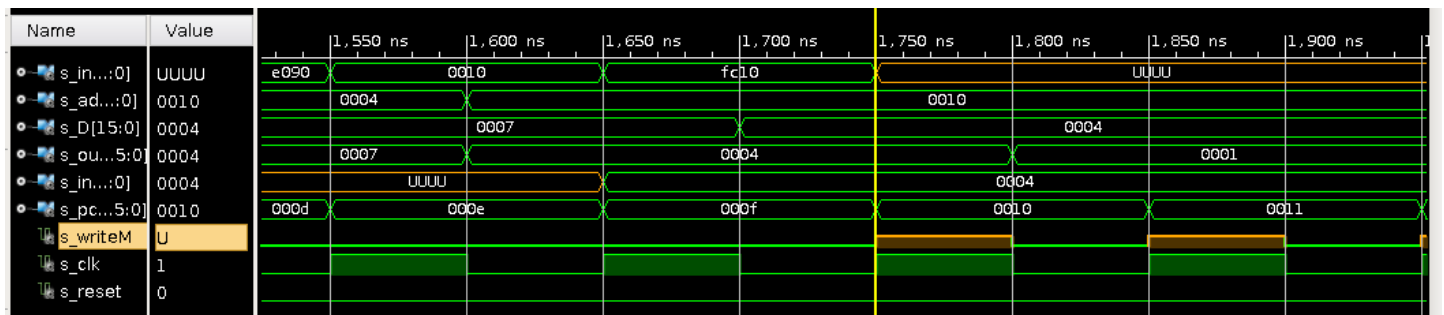 Name Value
1,550 ns 1,600 ns 1,650 ns 1,700 ns 1,750 ns 1,800 ns 1,850 ns 1,900 ns
s_in...:0] UUUU e090 0010 fc10 UUUU
s_ad...:0] 0010 0004 0010
s_D[15:0] 0004 0007 0004
s_ou...5:0] 0004 0007 0004 0001
s_in...:0] 0004 UUUU 0004
s_pc...5:0] 0010 000d 000e 000f 0010 0011
s_writeM U
s_clk 1
s_reset 0